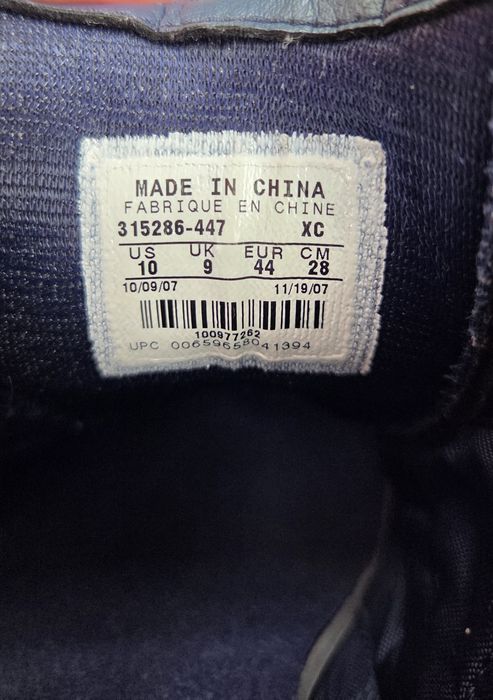 MADE IN CHINA
FABRIQUE EN CHINE
315286-447 XC
US UK EUR CM
10 9 44 28
10/09/07 11/19/07
100977262
UPC 00659658041394